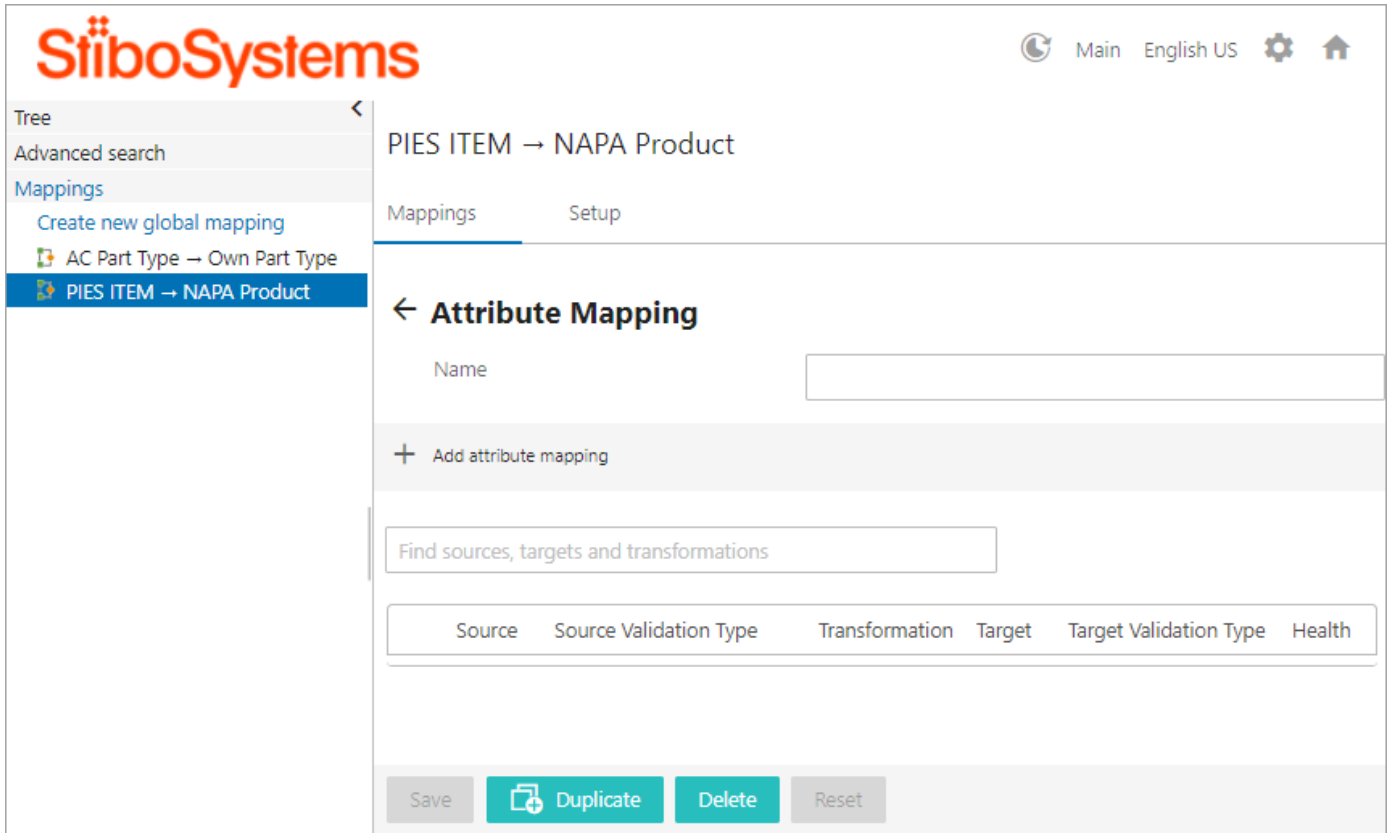 StiboSystems
Main English US
Tree
Advanced search
Mappings
Create new global mapping
AC Part Type → Own Part Type
PIES ITEM → NAPA Product
PIES ITEM → NAPA Product
Mappings Setup
Attribute Mapping
Name
Add attribute mapping
Find sources, targets and transformations
Source Source Validation Type Transformation Target Target Validation Type Health
Save Duplicate Delete Reset